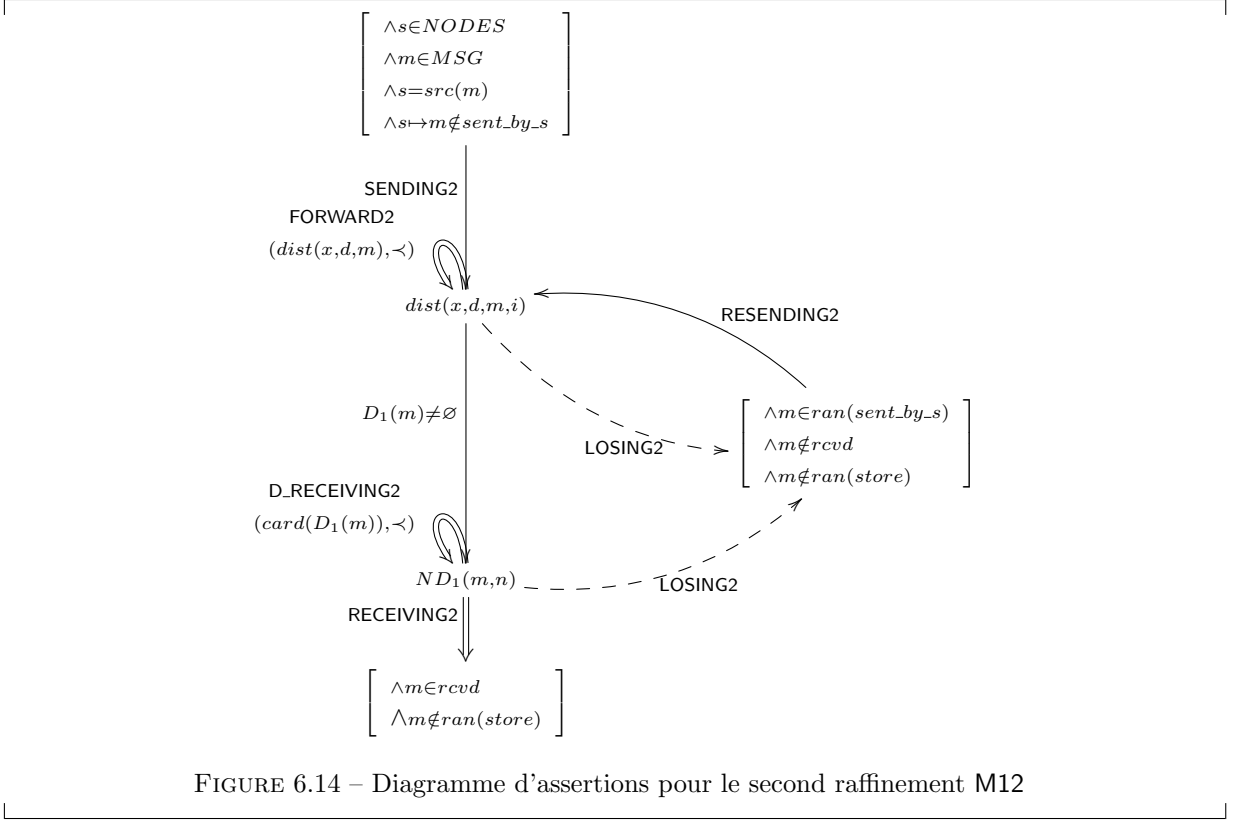 ∧s∈NODES
∧m∈MSG
∧s=src(m)
∧s↦m∉sent_by_s
SENDING2
FORWARD2
(dist(x,d,m),≺)
dist(x,d,m,i)
RESENDING2
D₁(m)≠∅
∧m∈ran(sent_by_s)
∧m∉rcvd
∧m∉ran(store)
LOSING2
D_RECEIVING2
(card(D₁(m)),≺)
ND₁(m,n)
LOSING2
RECEIVING2
∧m∈rcvd
∧m∉ran(store)
FIGURE 6.14 – Diagramme d'assertions pour le second raffinement M12